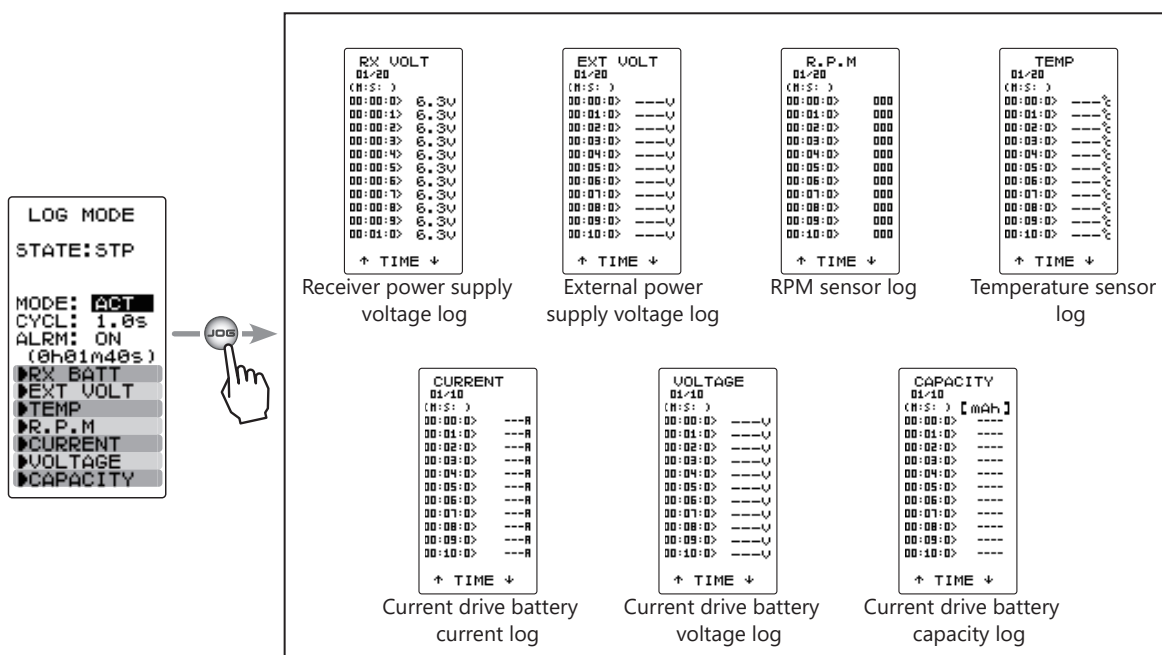 LOG MODE
STATE:STP
MODE: ACT
CYCL: 1.0s
ALRM: ON
(0h01m40s)
▶RX BATT
▶EXT VOLT
▶TEMP
▶R.P.M
▶CURRENT
▶VOLTAGE
▶CAPACITY
JOG
RX VOLT
01/20
(M:S: )
00:00:0> 6.3V
00:00:1> 6.3V
00:00:2> 6.3V
00:00:3> 6.3V
00:00:4> 6.3V
00:00:5> 6.3V
00:00:6> 6.3V
00:00:7> 6.3V
00:00:8> 6.3V
00:00:9> 6.3V
00:01:0> 6.3V
↑ TIME ↓
Receiver power supply
voltage log
EXT VOLT
01/20
(M:S: )
00:00:0> ---V
00:01:0> ---V
00:02:0> ---V
00:03:0> ---V
00:04:0> ---V
00:05:0> ---V
00:06:0> ---V
00:07:0> ---V
00:08:0> ---V
00:09:0> ---V
00:10:0> ---V
↑ TIME ↓
External power
supply voltage log
R.P.M
01/20
(M:S: )
00:00:0> 000
00:01:0> 000
00:02:0> 000
00:03:0> 000
00:04:0> 000
00:05:0> 000
00:06:0> 000
00:07:0> 000
00:08:0> 000
00:09:0> 000
00:10:0> 000
↑ TIME ↓
RPM sensor log
TEMP
01/20
(M:S: )
00:00:0> ---℃
00:01:0> ---℃
00:02:0> ---℃
00:03:0> ---℃
00:04:0> ---℃
00:05:0> ---℃
00:06:0> ---℃
00:07:0> ---℃
00:08:0> ---℃
00:09:0> ---℃
00:10:0> ---℃
↑ TIME ↓
Temperature sensor
log
CURRENT
01/10
(M:S: )
00:00:0> ---A
00:01:0> ---A
00:02:0> ---A
00:03:0> ---A
00:04:0> ---A
00:05:0> ---A
00:06:0> ---A
00:07:0> ---A
00:08:0> ---A
00:09:0> ---A
00:10:0> ---A
↑ TIME ↓
Current drive battery
current log
VOLTAGE
01/10
(M:S: )
00:00:0> ---V
00:01:0> ---V
00:02:0> ---V
00:03:0> ---V
00:04:0> ---V
00:05:0> ---V
00:06:0> ---V
00:07:0> ---V
00:08:0> ---V
00:09:0> ---V
00:10:0> ---V
↑ TIME ↓
Current drive battery
voltage log
CAPACITY
01/10
(M:S: ) [mAh]
00:00:0> ----
00:01:0> ----
00:02:0> ----
00:03:0> ----
00:04:0> ----
00:05:0> ----
00:06:0> ----
00:07:0> ----
00:08:0> ----
00:09:0> ----
00:10:0> ----
↑ TIME ↓
Current drive battery
capacity log